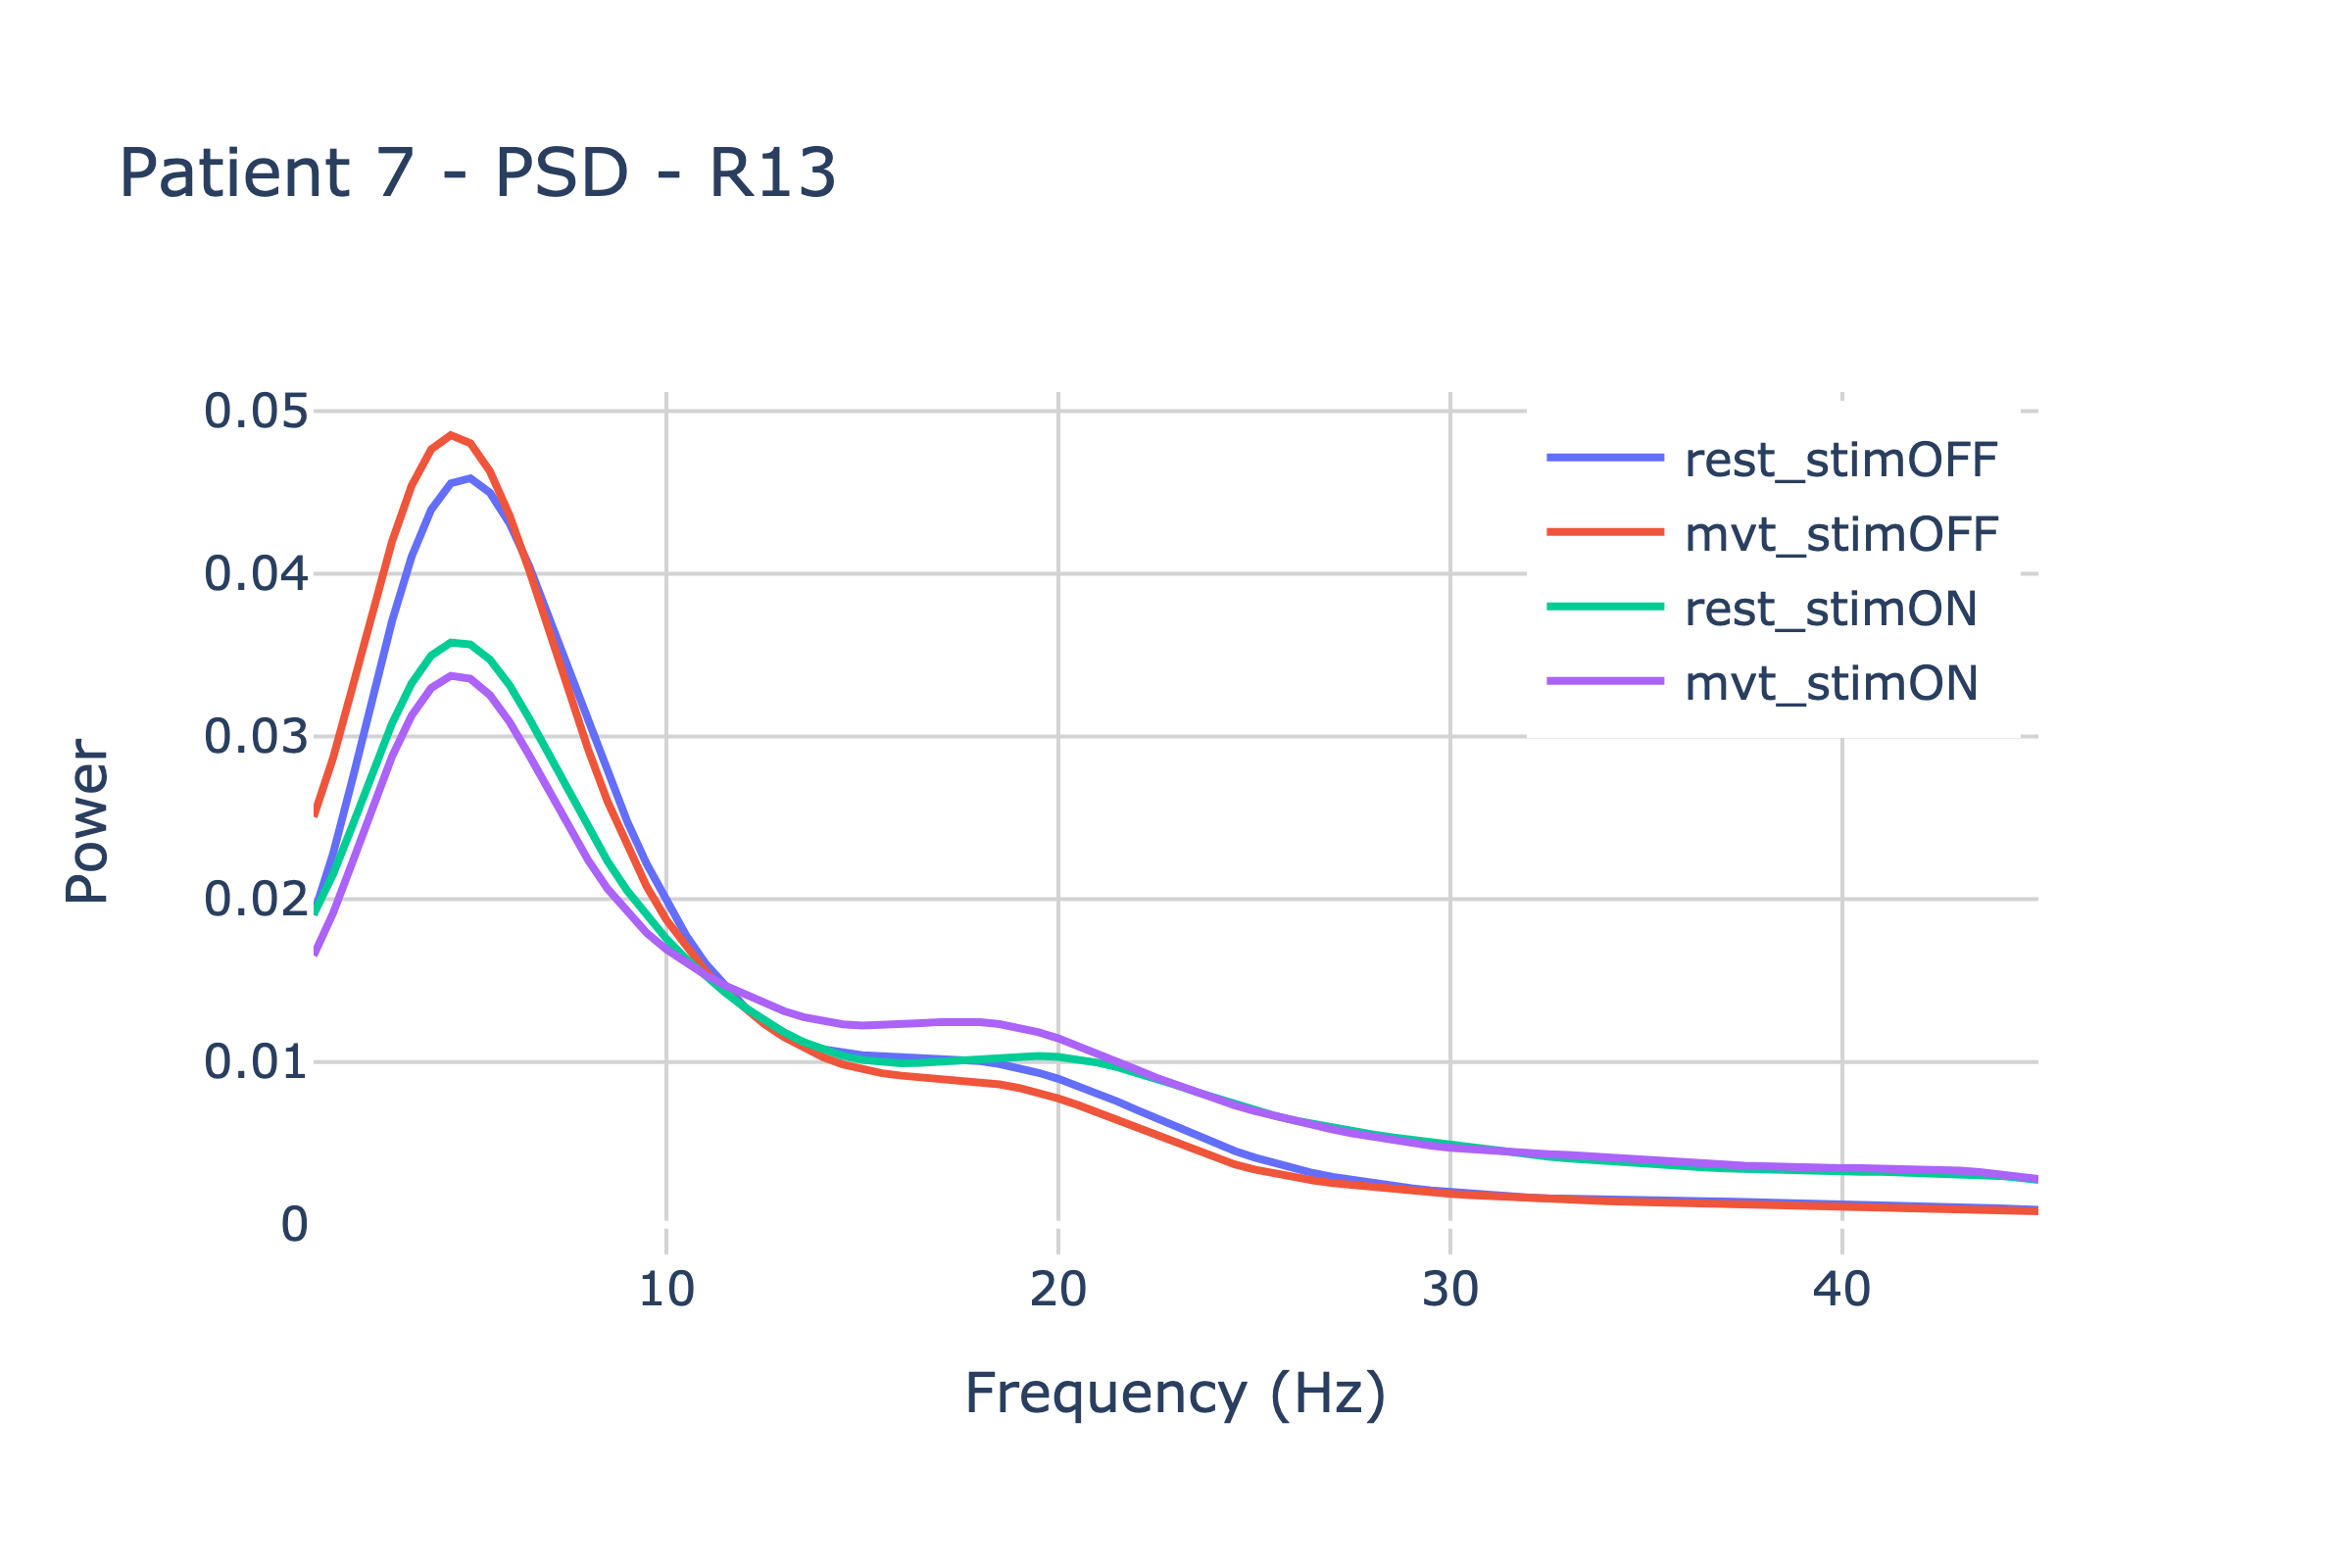 Patient 7 - PSD - R13
0.05
0.04
0.03
0.02
0.01
0
Power
rest_stimOFF
mvt_stimOFF
rest_stimON
mvt_stimON
10 20 30 40
Frequency (Hz)